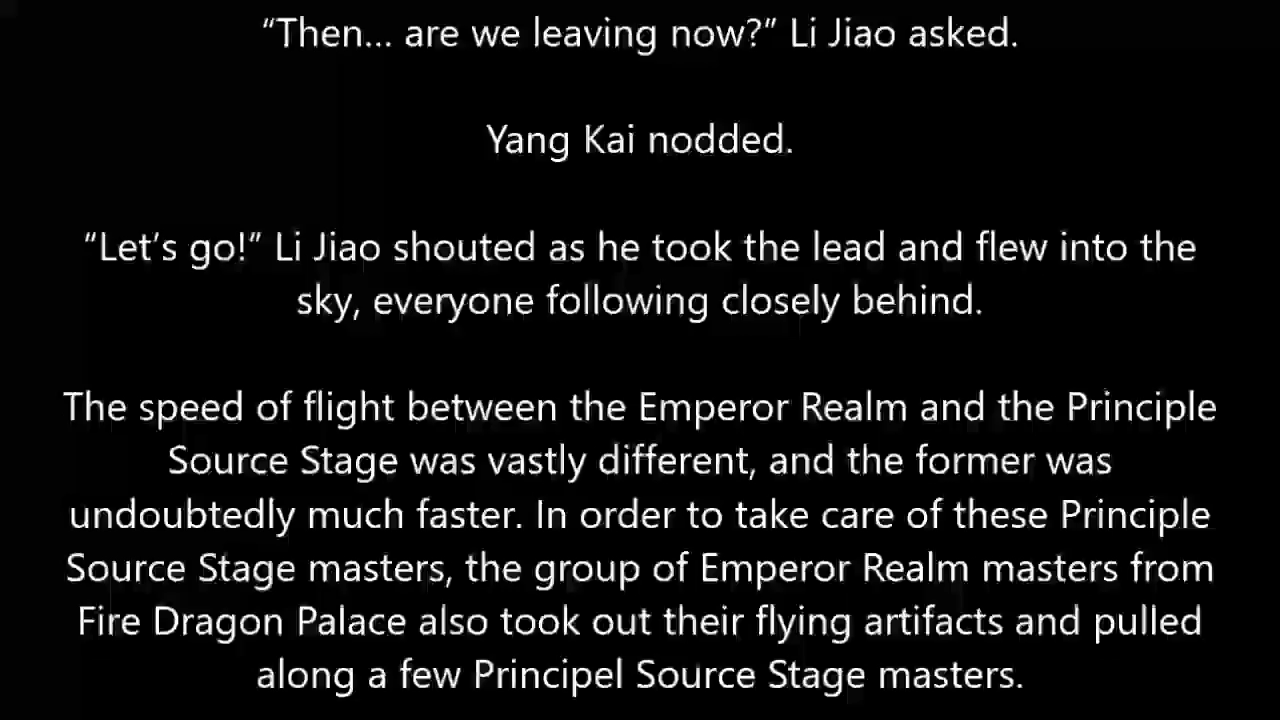 “Then... are we leaving now?” Li Jiao asked.
Yang Kai nodded.
“Let’s go!” Li Jiao shouted as he took the lead and flew into the
sky, everyone following closely behind.
The speed of flight between the Emperor Realm and the Principle
Source Stage was vastly different, and the former was
undoubtedly much faster. In order to take care of these Principle
Source Stage masters, the group of Emperor Realm masters from
Fire Dragon Palace also took out their flying artifacts and pulled
along a few Principel Source Stage masters.